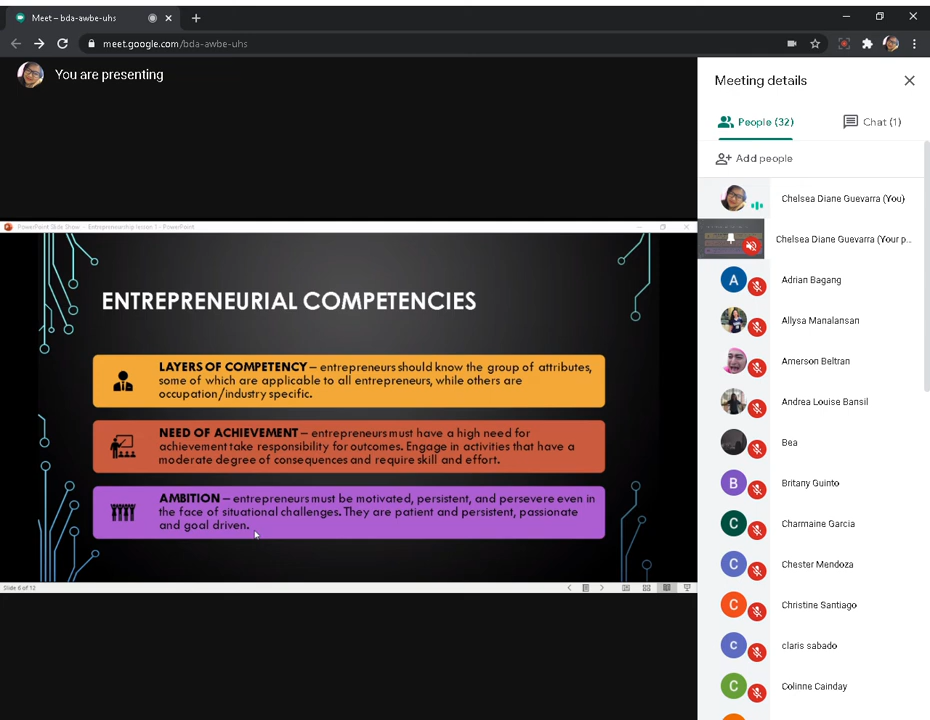 Meet – bda-awbe-uhs
meet.google.com/bda-awbe-uhs
You are presenting
PowerPoint Slide Show - Entrepreneurship lesson 1 - PowerPoint
ENTREPRENEURIAL COMPETENCIES
LAYERS OF COMPETENCY – entrepreneurs should know the group of attributes,
some of which are applicable to all entrepreneurs, while others are
occupation/industry specific.
NEED OF ACHIEVEMENT – entrepreneurs must have a high need for
achievement take responsibility for outcomes. Engage in activities that have a
moderate degree of consequences and require skill and effort.
AMBITION – entrepreneurs must be motivated, persistent, and persevere even in
the face of situational challenges. They are patient and persistent, passionate
and goal driven.
Slide 6 of 12
Meeting details
People (32)
Chat (1)
Add people
Chelsea Diane Guevarra (You)
Chelsea Diane Guevarra (Your p...
A
Adrian Bagang
Allysa Manalansan
Amerson Beltran
Andrea Louise Bansil
Bea
B
Britany Guinto
C
Charmaine Garcia
C
Chester Mendoza
C
Christine Santiago
c
claris sabado
C
Colinne Cainday